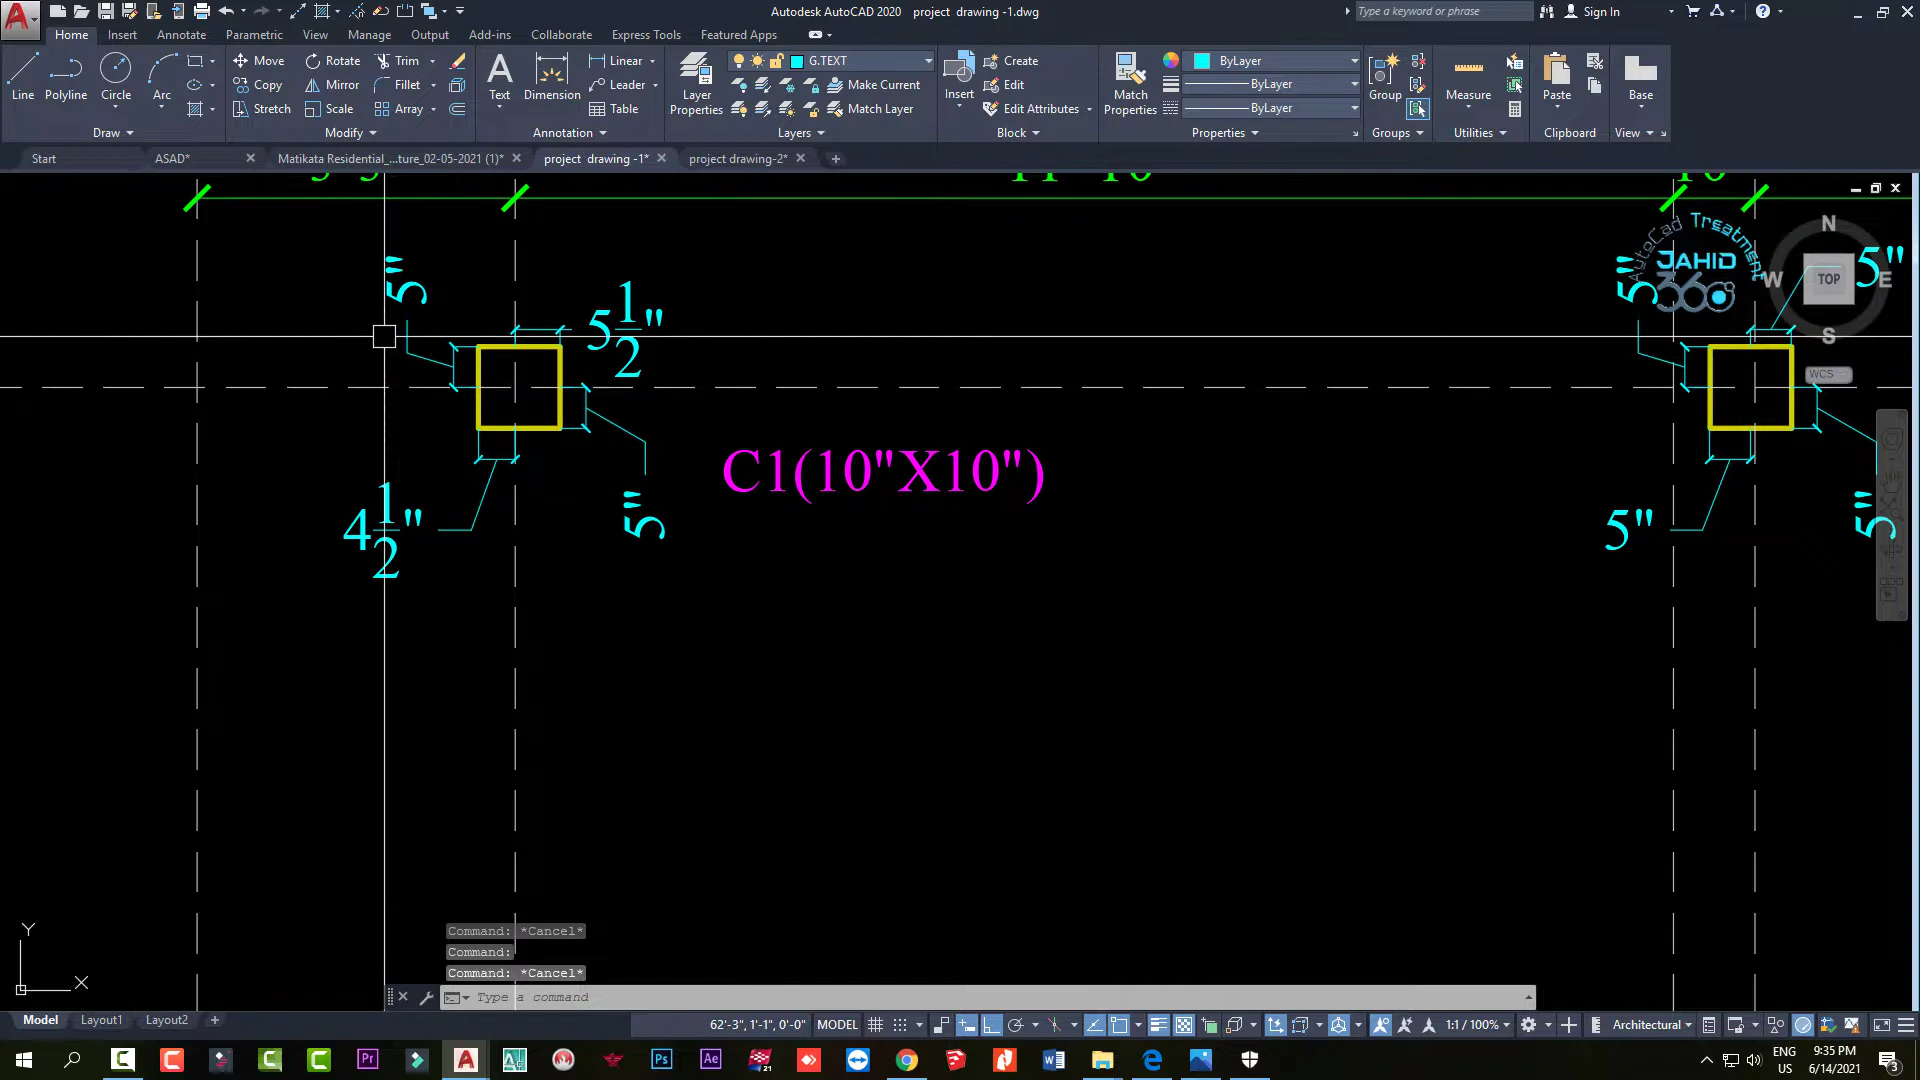 Autodesk AutoCAD 2020 project drawing -1.dwg
Type a keyword or phrase
Sign In
Home Insert Annotate Parametric View Manage Output Add-ins Collaborate Express Tools Featured Apps
Line Polyline Circle Arc
Move Rotate Trim
Copy Mirror Fillet
Stretch Scale Array
Text Dimension
Linear
Leader
Table
Layer Properties
G.TEXT
Make Current
Match Layer
Insert
Create
Edit
Edit Attributes
Match Properties
ByLayer
ByLayer
ByLayer
Group
Measure
Paste
Base
Draw Modify Annotation Layers Block Properties Groups Utilities Clipboard View
Start ASAD* Matikata Residential_...ture_02-05-2021 (1)* project drawing -1* project drawing-2*
AutoCad Treatment
JAHID
360
N
W TOP E
S
WCS
5"
5 1/2"
4 1/2"
5"
C1(10"X10")
5"
5"
5"
5"
Y
X
Command: *Cancel*
Command:
Command: *Cancel*
Type a command
Model Layout1 Layout2
62'-3", 1'-1", 0'-0" MODEL 1:1 / 100% Architectural
Pr Ps Ae 21
ENG
US
9:35 PM
6/14/2021
3